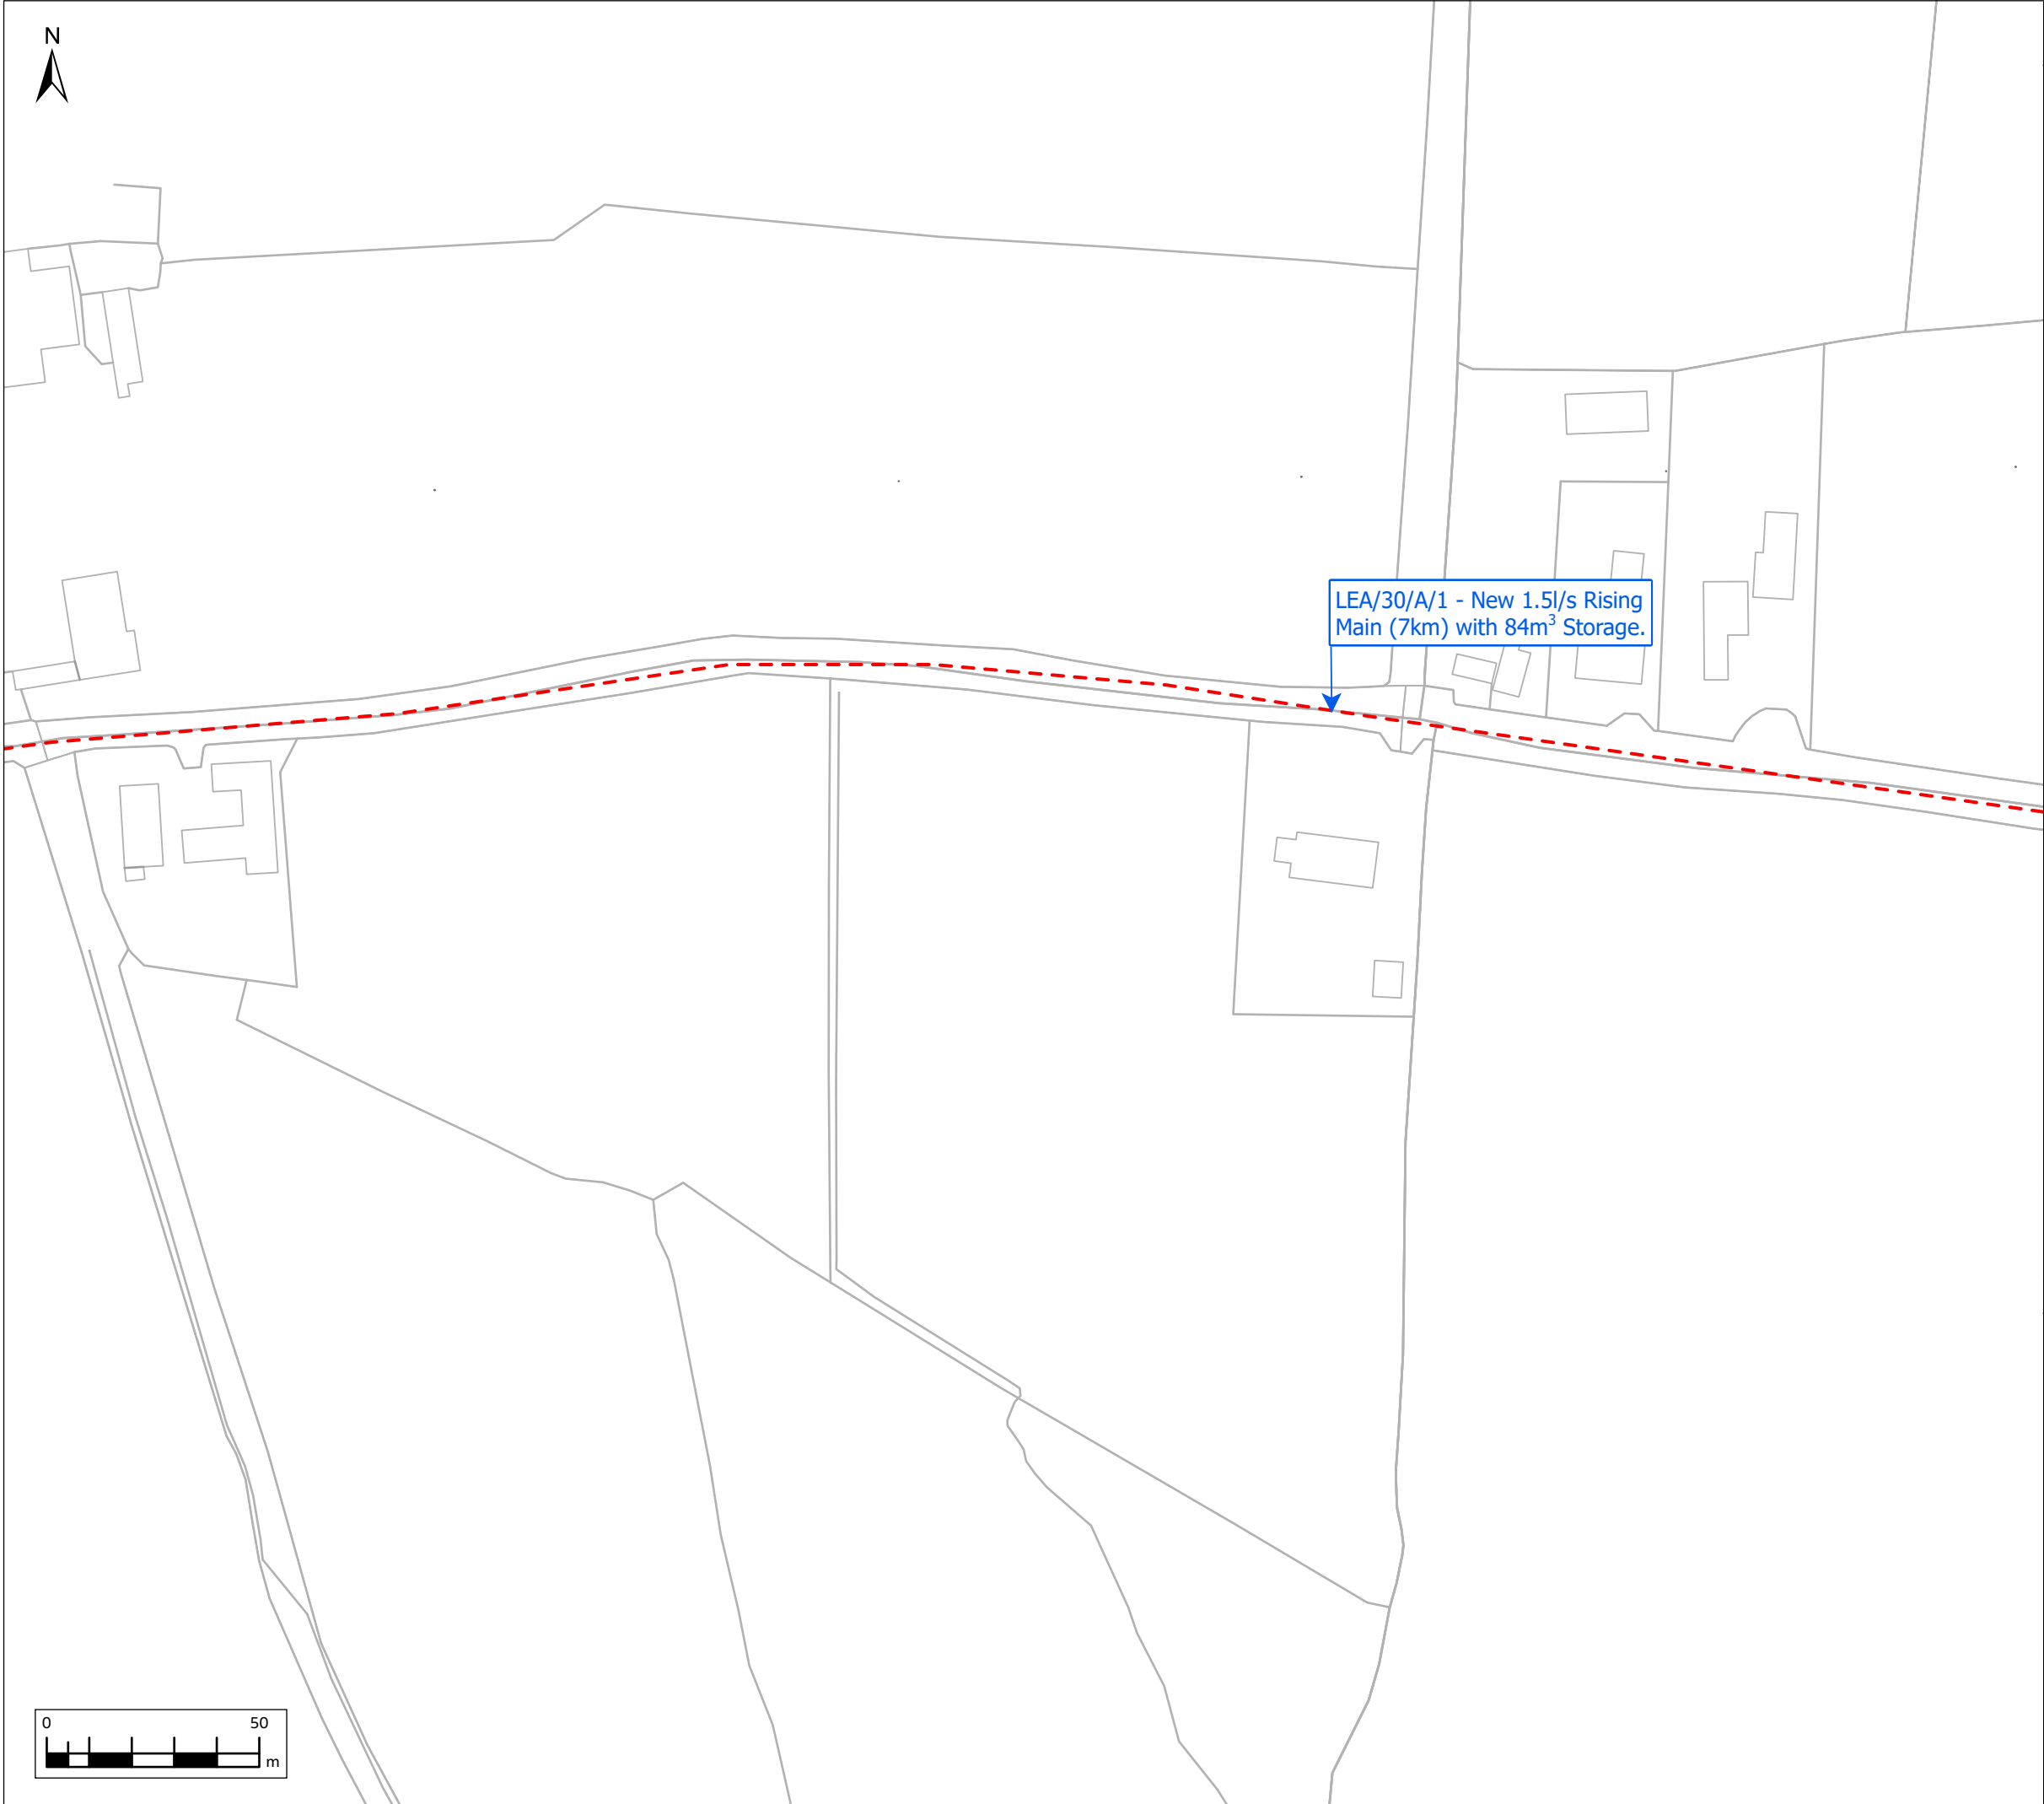 N
LEA/30/A/1 - New 1.5l/s Rising
Main (7km) with 84m³ Storage.
0 50
m